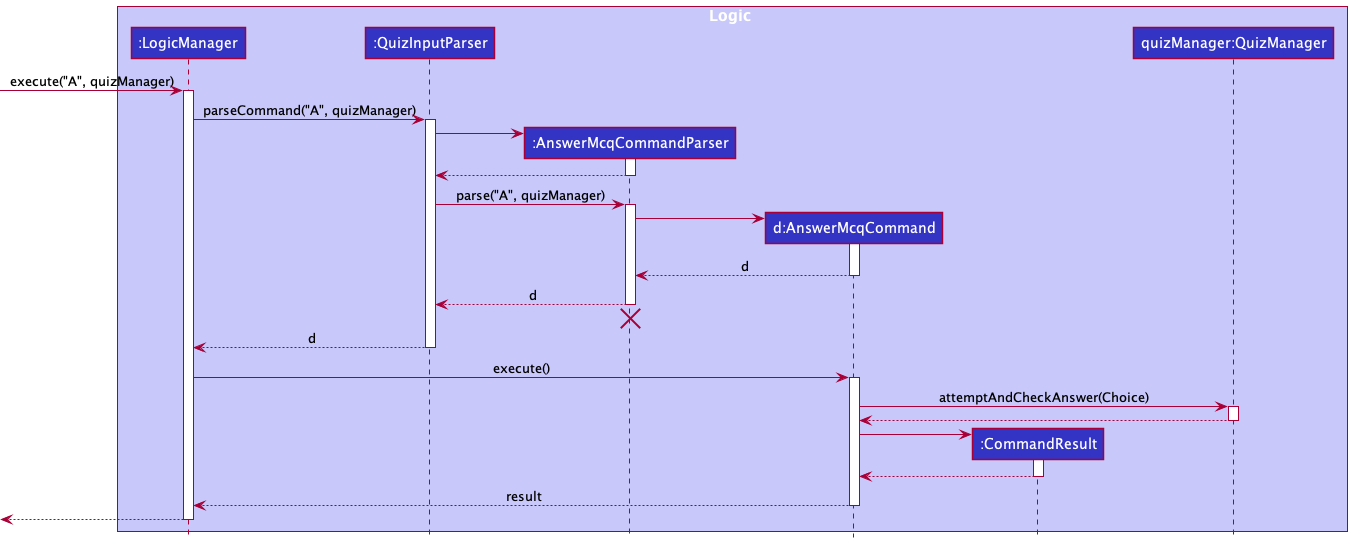 Logic
:LogicManager
:QuizInputParser
quizManager:QuizManager
execute("A", quizManager)
parseCommand("A", quizManager)
:AnswerMcqCommandParser
parse("A", quizManager)
d:AnswerMcqCommand
d
d
d
execute()
attemptAndCheckAnswer(Choice)
:CommandResult
result